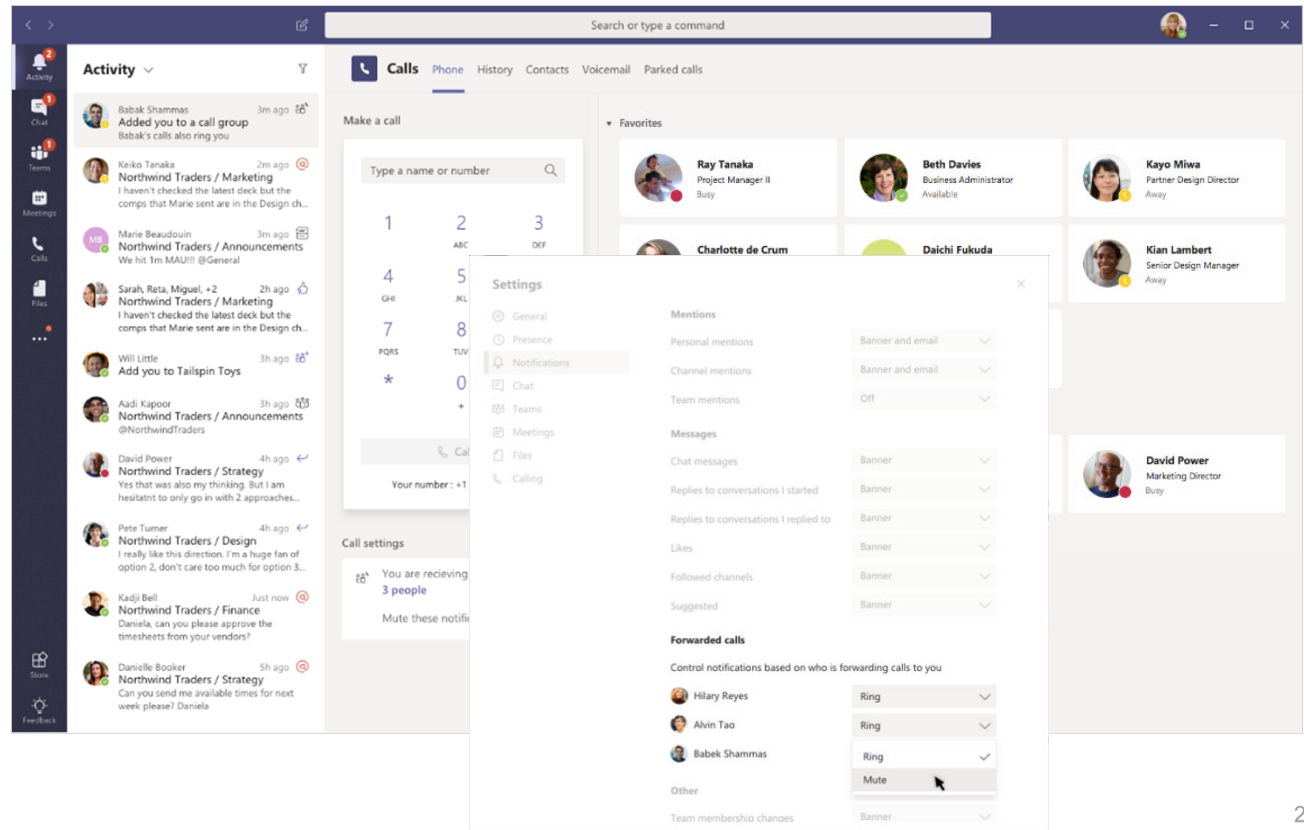 Search or type a command
2
Activity
1
Chat
1
Teams
Meetings
Calls
Files
Store
Feedback
Activity
Babak Shammas 3m ago
Added you to a call group
Babak's calls also ring you
Keiko Tanaka 2m ago
Northwind Traders / Marketing
I haven't checked the latest deck but the
comps that Marie sent are in the Design ch...
MB
Marie Beaudouin 3m ago
Northwind Traders / Announcements
We hit 1m MAU!!! @General
Sarah, Reta, Miguel, +2 2h ago
Northwind Traders / Marketing
I haven't checked the latest deck but the
comps that Marie sent are in the Design ch...
Will Little 3h ago
Add you to Tailspin Toys
Aadi Kapoor 3h ago
Northwind Traders / Announcements
@NorthwindTraders
David Power 4h ago
Northwind Traders / Strategy
Yes that was also my thinking. But I am
hesitatnt to only go in with 2 approaches...
Pete Turner 4h ago
Northwind Traders / Design
I really like this direction. I'm a huge fan of
option 2, don't care too much for option 3...
Kadji Bell Just now
Northwind Traders / Finance
Daniela, can you please approve the
timesheets from your vendors?
Danielle Booker 5h ago
Northwind Traders / Strategy
Can you send me available times for next
week please? Daniela
Calls Phone History Contacts Voicemail Parked calls
Make a call
Type a name or number
1 2 3
ABC DEF
4 5
GHI JKL
7 8
PQRS TUV
* 0
+
Cal
Your number : +1
Call settings
You are recieving
3 people
Mute these notifi
Favorites
Ray Tanaka
Project Manager II
Busy
Beth Davies
Business Administrator
Available
Kayo Miwa
Partner Design Director
Away
Charlotte de Crum
Daichi Fukuda
Kian Lambert
Senior Design Manager
Away
David Power
Marketing Director
Busy
Settings
General
Presence
Notifications
Chat
Teams
Meetings
Files
Calling
Mentions
Personal mentions Banner and email
Channel mentions Banner and email
Team mentions Off
Messages
Chat messages Banner
Replies to conversations I started Banner
Replies to conversations I replied to Banner
Likes Banner
Followed channels Banner
Suggested Banner
Forwarded calls
Control notifications based on who is forwarding calls to you
Hilary Reyes Ring
Alvin Tao Ring
Babek Shammas Ring
Mute
Other
Team membership changes Banner
2